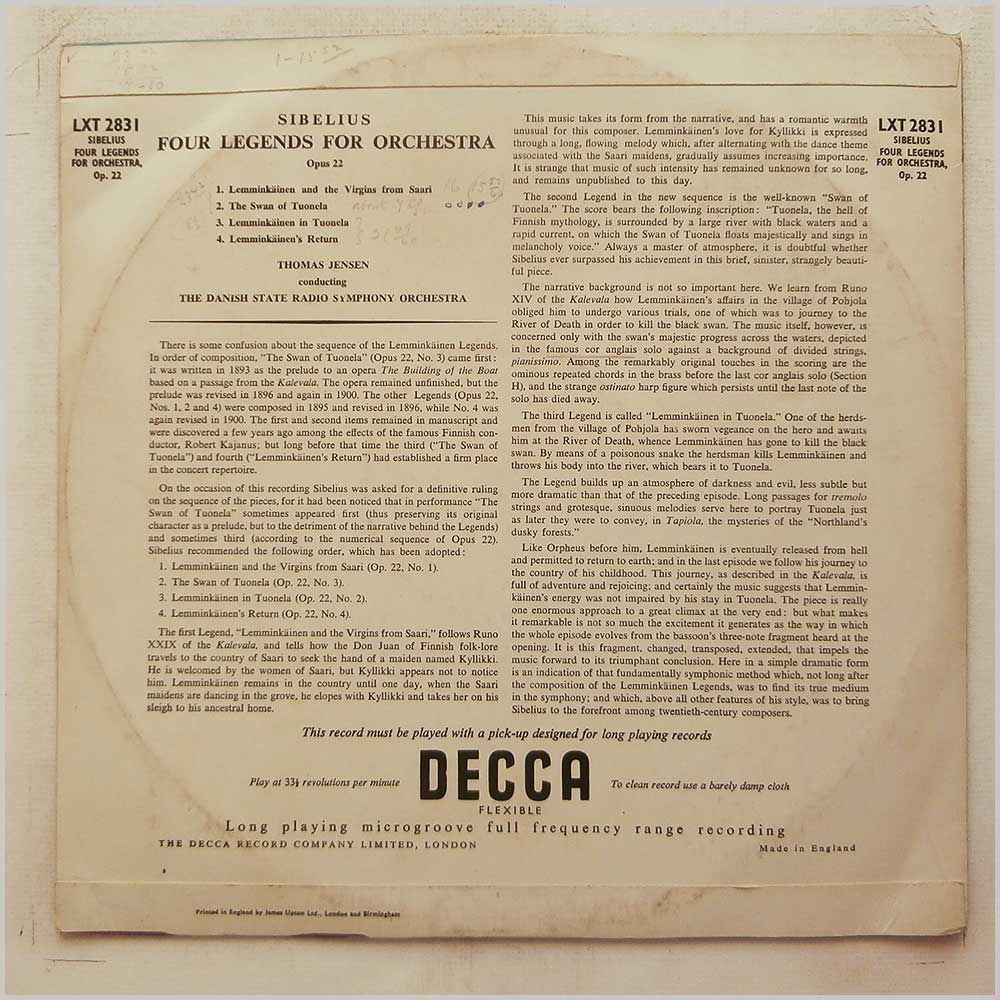 1-75 52
LXT 2831
SIBELIUS
FOUR LEGENDS
FOR ORCHESTRA,
Op. 22
SIBELIUS
FOUR LEGENDS FOR ORCHESTRA
Opus 22
1. Lemminkäinen and the Virgins from Saari
2. The Swan of Tuonela
3. Lemminkäinen in Tuonela
4. Lemminkäinen's Return
THOMAS JENSEN
conducting
THE DANISH STATE RADIO SYMPHONY ORCHESTRA
There is some confusion about the sequence of the Lemminkäinen Legends.
In order of composition, "The Swan of Tuonela" (Opus 22, No. 3) came first:
it was written in 1893 as the prelude to an opera The Building of the Boat
based on a passage from the Kalevala. The opera remained unfinished, but the
prelude was revised in 1896 and again in 1900. The other Legends (Opus 22,
Nos. 1, 2 and 4) were composed in 1895 and revised in 1896, while No. 4 was
again revised in 1900. The first and second items remained in manuscript and
were discovered a few years ago among the effects of the famous Finnish con-
ductor, Robert Kajanus; but long before that time the third ("The Swan of
Tuonela") and fourth ("Lemminkäinen's Return") had established a firm place
in the concert repertoire.
On the occasion of this recording Sibelius was asked for a definitive ruling
on the sequence of the pieces, for it had been noticed that in performance "The
Swan of Tuonela" sometimes appeared first (thus preserving its original
character as a prelude, but to the detriment of the narrative behind the Legends)
and sometimes third (according to the numerical sequence of Opus 22).
Sibelius recommended the following order, which has been adopted:
1. Lemminkäinen and the Virgins from Saari (Op. 22, No. 1).
2. The Swan of Tuonela (Op. 22, No. 3).
3. Lemminkäinen in Tuonela (Op. 22, No. 2).
4. Lemminkäinen's Return (Op. 22, No. 4).
The first Legend, "Lemminkäinen and the Virgins from Saari," follows Runo
XXIX of the Kalevala, and tells how the Don Juan of Finnish folk-lore
travels to the country of Saari to seek the hand of a maiden named Kyllikki.
He is welcomed by the women of Saari, but Kyllikki appears not to notice
him. Lemminkäinen remains in the country until one day, when the Saari
maidens are dancing in the grove, he elopes with Kyllikki and takes her on his
sleigh to his ancestral home.
This music takes its form from the narrative, and has a romantic warmth
unusual for this composer. Lemminkäinen's love for Kyllikki is expressed
through a long, flowing melody which, after alternating with the dance theme
associated with the Saari maidens, gradually assumes increasing importance.
It is strange that music of such intensity has remained unknown for so long,
and remains unpublished to this day.
The second Legend in the new sequence is the well-known "Swan of
Tuonela." The score bears the following inscription: "Tuonela, the hell of
Finnish mythology, is surrounded by a large river with black waters and a
rapid current, on which the Swan of Tuonela floats majestically and sings in
melancholy voice." Always a master of atmosphere, it is doubtful whether
Sibelius ever surpassed his achievement in this brief, sinister, strangely beauti-
ful piece.
The narrative background is not so important here. We learn from Runo
XIV of the Kalevala how Lemminkäinen's affairs in the village of Pohjola
obliged him to undergo various trials, one of which was to journey to the
River of Death in order to kill the black swan. The music itself, however, is
concerned only with the swan's majestic progress across the waters, depicted
in the famous cor anglais solo against a background of divided strings,
pianissimo. Among the remarkably original touches in the scoring are the
ominous repeated chords in the brass before the last cor anglais solo (Section
H), and the strange ostinato harp figure which persists until the last note of the
solo has died away.
The third Legend is called "Lemminkäinen in Tuonela." One of the herds-
men from the village of Pohjola has sworn vegeance on the hero and awaits
him at the River of Death, whence Lemminkäinen has gone to kill the black
swan. By means of a poisonous snake the herdsman kills Lemminkäinen and
throws his body into the river, which bears it to Tuonela.
The Legend builds up an atmosphere of darkness and evil, less subtle but
more dramatic than that of the preceding episode. Long passages for tremolo
strings and grotesque, sinuous melodies serve here to portray Tuonela just
as later they were to convey, in Tapiola, the mysteries of the "Northland's
dusky forests."
Like Orpheus before him, Lemminkäinen is eventually released from hell
and permitted to return to earth; and in the last episode we follow his journey to
the country of his childhood. This journey, as described in the Kalevala, is
full of adventure and rejoicing; and certainly the music suggests that Lemmin-
käinen's energy was not impaired by his stay in Tuonela. The piece is really
one enormous approach to a great climax at the very end: but what makes
it remarkable is not so much the excitement it generates as the way in which
the whole episode evolves from the bassoon's three-note fragment heard at the
opening. It is this fragment, changed, transposed, extended, that impels the
music forward to its triumphant conclusion. Here in a simple dramatic form
is an indication of that fundamentally symphonic method which, not long after
the composition of the Lemminkäinen Legends, was to find its true medium
in the symphony; and which, above all other features of his style, was to bring
Sibelius to the forefront among twentieth-century composers.
LXT 2831
SIBELIUS
FOUR LEGENDS
FOR ORCHESTRA,
Op. 22
This record must be played with a pick-up designed for long playing records
Play at 33⅓ revolutions per minute
DECCA
FLEXIBLE
To clean record use a barely damp cloth
Long playing microgroove full frequency range recording
THE DECCA RECORD COMPANY LIMITED, LONDON
Made in England
Printed in England by James Upton Ltd., London and Birmingham